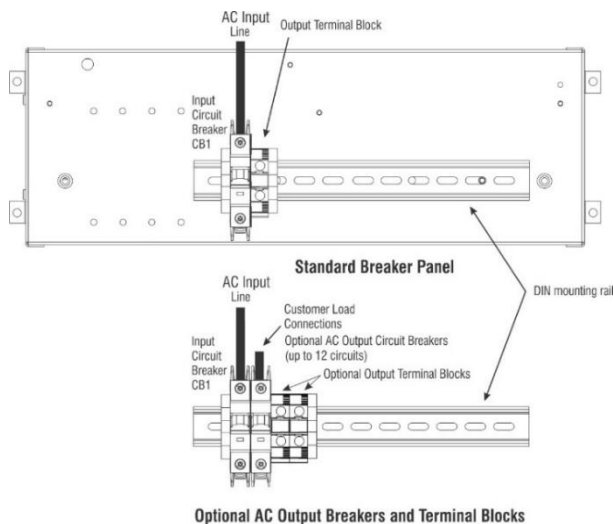 AC Input
Line
Output Terminal Block
Input
Circuit
Breaker
CB1
Standard Breaker Panel
DIN mounting rail
AC Input
Line
Customer Load
Connections
Optional AC Output Circuit Breakers
(up to 12 circuits)
Input
Circuit
Breaker
CB1
Optional Output Terminal Blocks
Optional AC Output Breakers and Terminal Blocks